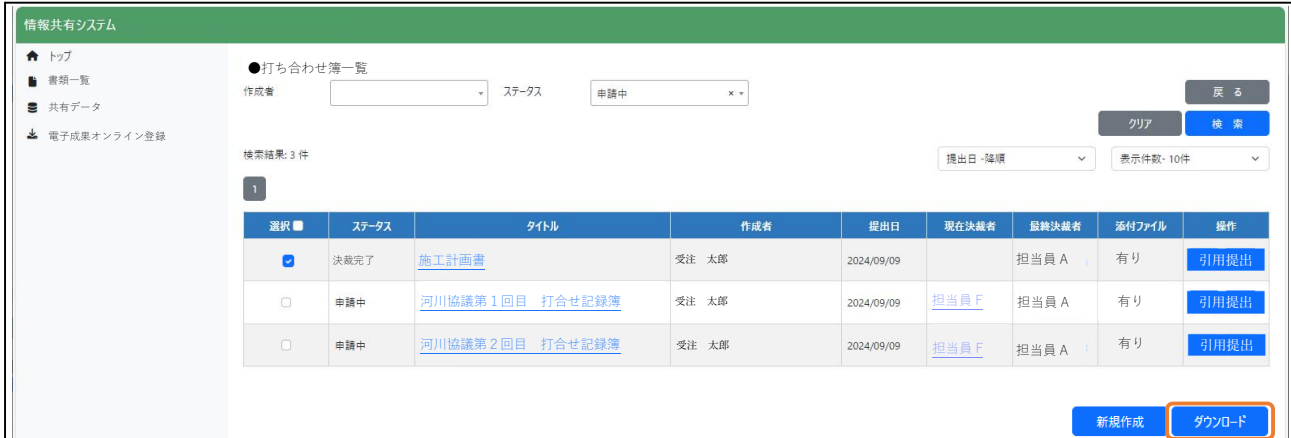 情報共有システム
トップ
書類一覧
共有データ
電子成果オンライン登録
●打ち合わせ簿一覧
作成者 ステータス 申請中 × 戻 る
クリア 検 索
検索結果: 3 件 提出日 -降順 表示件数- 10件
1
選択 ステータス タイトル 作成者 提出日 現在決裁者 最終決裁者 添付ファイル 操作
決裁完了 施工計画書 受注 太郎 2024/09/09 担当員 A 有り 引用提出
申請中 河川協議第1回目 打合せ記録簿 受注 太郎 2024/09/09 担当員 F 担当員 A 有り 引用提出
申請中 河川協議第2回目 打合せ記録簿 受注 太郎 2024/09/09 担当員 F 担当員 A 有り 引用提出
新規作成 ダウンロード